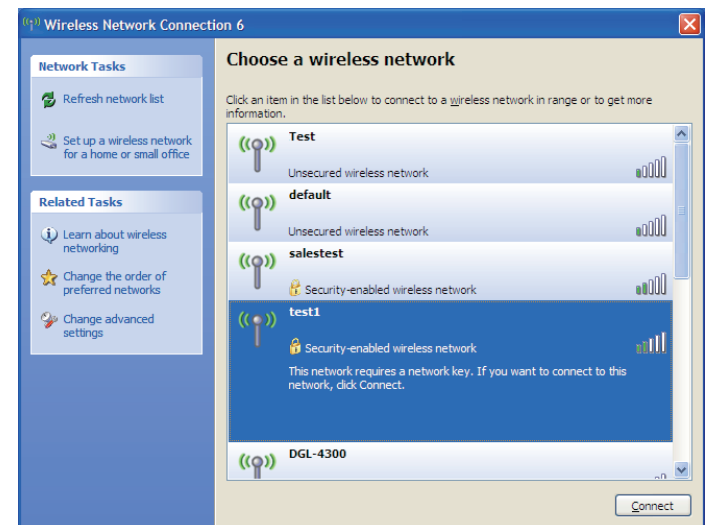 Wireless Network Connection 6
Network Tasks
Refresh network list
Set up a wireless network
for a home or small office
Related Tasks
Learn about wireless
networking
Change the order of
preferred networks
Change advanced
settings
Choose a wireless network
Click an item in the list below to connect to a wireless network in range or to get more
information.
Test
Unsecured wireless network
default
Unsecured wireless network
salestest
Security-enabled wireless network
test1
Security-enabled wireless network
This network requires a network key. If you want to connect to this
network, click Connect.
DGL-4300
Connect